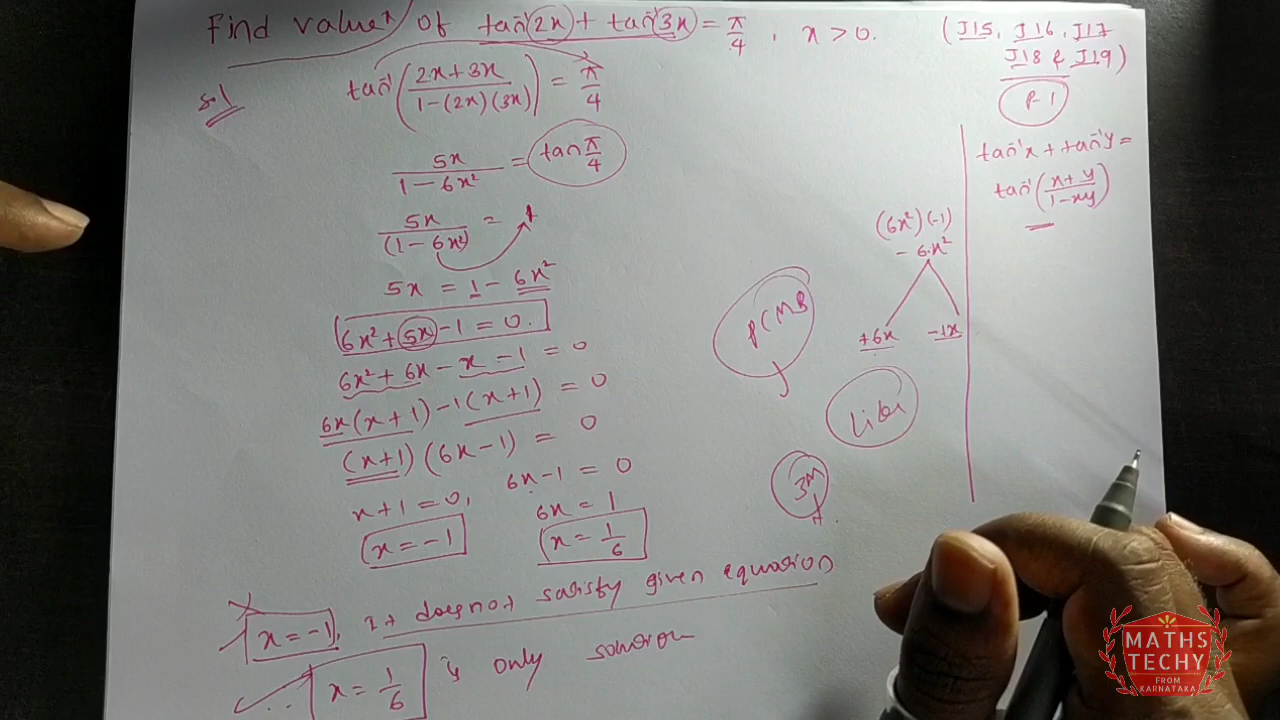 Find value of tan⁻¹(2x) + tan⁻¹(3x) = π/4, x > 0.
(J15, J16, J17
J18 & J19)
P-1
Sol
tan⁻¹((2x+3x)/(1-(2x)(3x))) = π/4
5x/(1-6x²) = tan π/4
5x/(1-6x²) = 1
5x = 1 - 6x²
6x² + 5x - 1 = 0.
6x² + 6x - x - 1 = 0
6x(x+1) - 1(x+1) = 0
(x+1)(6x-1) = 0
x+1 = 0, 6x-1 = 0
6x = 1
x = -1 x = 1/6
x = -1, it does not satisfy given equation
x = 1/6 is only solution
tan⁻¹x + tan⁻¹y =
tan⁻¹((x+y)/(1-xy))
(6x²)(-1)
-6x²
+6x -1x
PCMB
3M
MATHS
TECHY
FROM
KARNATAKA